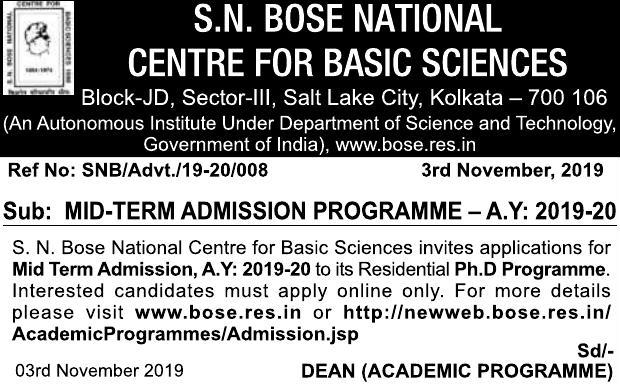 CENTRE FOR
S. N. BOSE NATIONAL
BASIC SCIENCES
1894-1974
S.N. BOSE NATIONAL
CENTRE FOR BASIC SCIENCES
Block-JD, Sector-III, Salt Lake City, Kolkata – 700 106
(An Autonomous Institute Under Department of Science and Technology,
Government of India), www.bose.res.in
Ref No: SNB/Advt./19-20/008 3rd November, 2019
Sub: MID-TERM ADMISSION PROGRAMME – A.Y: 2019-20
S. N. Bose National Centre for Basic Sciences invites applications for
Mid Term Admission, A.Y: 2019-20 to its Residential Ph.D Programme.
Interested candidates must apply online only. For more details
please visit www.bose.res.in or http://newweb.bose.res.in/
AcademicProgrammes/Admission.jsp
Sd/-
03rd November 2019 DEAN (ACADEMIC PROGRAMME)